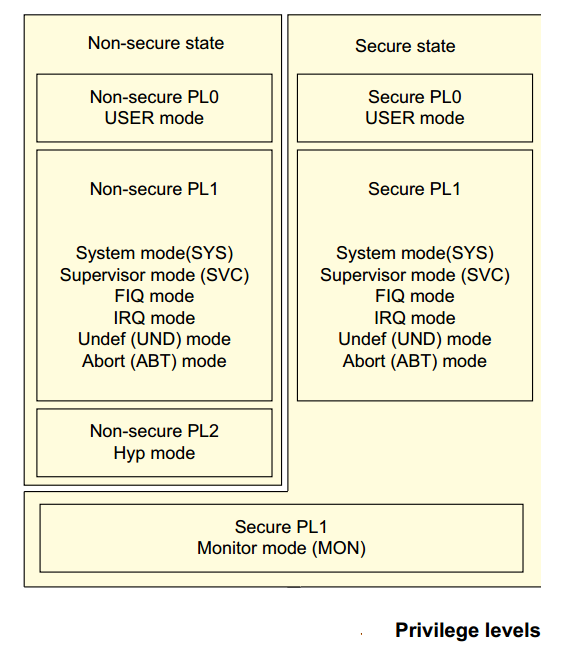 Non-secure state
Non-secure PL0
USER mode
Non-secure PL1
System mode(SYS)
Supervisor mode (SVC)
FIQ mode
IRQ mode
Undef (UND) mode
Abort (ABT) mode
Non-secure PL2
Hyp mode
Secure state
Secure PL0
USER mode
Secure PL1
System mode(SYS)
Supervisor mode (SVC)
FIQ mode
IRQ mode
Undef (UND) mode
Abort (ABT) mode
Secure PL1
Monitor mode (MON)
Privilege levels